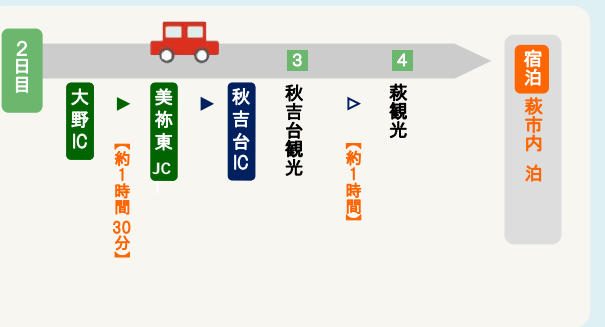 2日目
大野IC
▶
【約1時間30分】
美祢東JC
▶
秋吉台IC
3
秋吉台観光
▷
【約1時間】
4
萩観光
宿泊
萩市内 泊